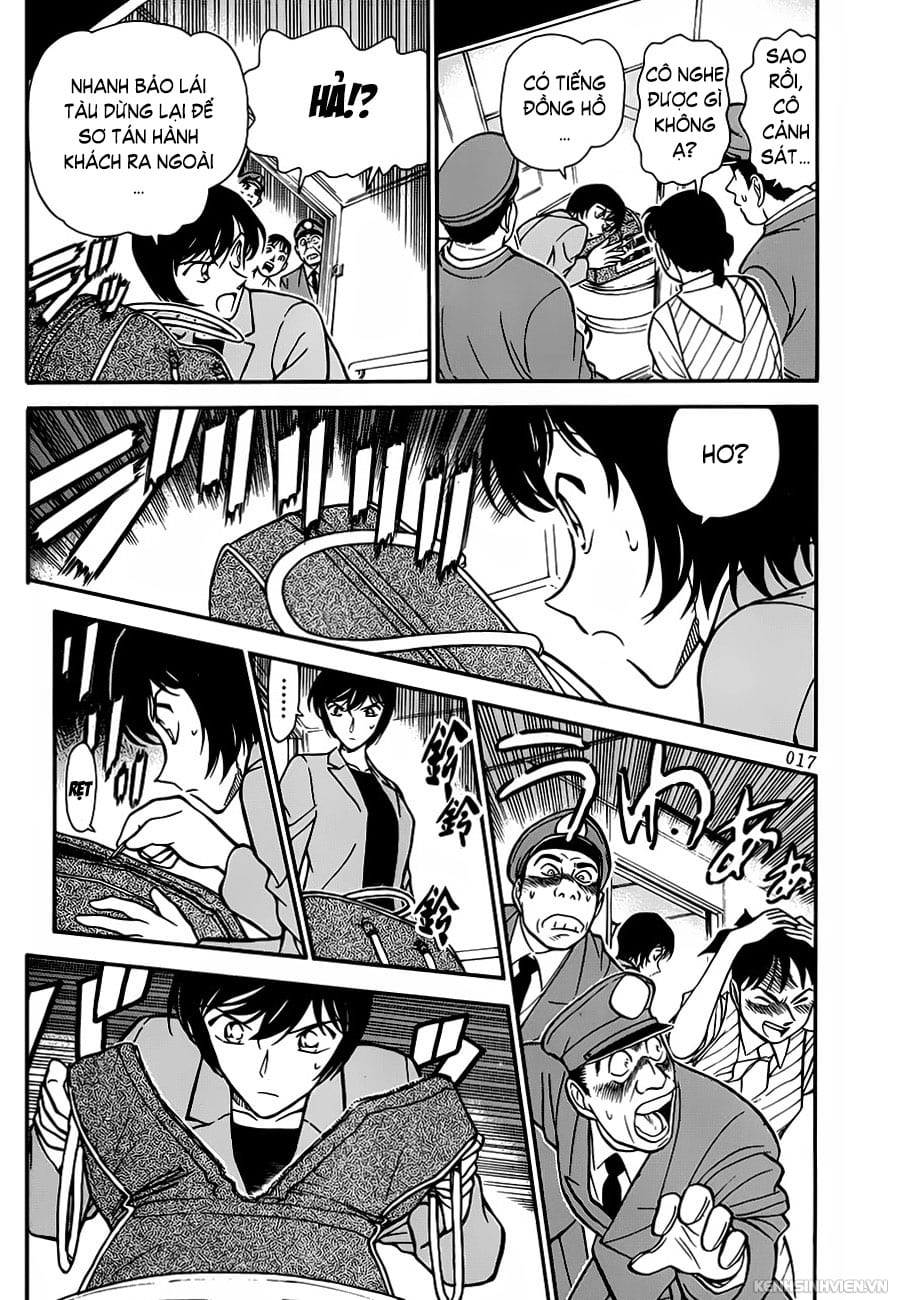 SAO
RỒI,
CÔ
CẢNH
SÁT...
CÔ NGHE
ĐƯỢC GÌ
KHÔNG
Ạ?
CÓ TIẾNG
ĐỒNG HỒ
...
HẢ!?
NHANH BẢO LÁI
TÀU DỪNG LẠI ĐỂ
SƠ TÁN HÀNH
KHÁCH RA NGOÀI
...
HƠ?
017
うわああ
鈴
鈴
鈴
........
RẸT
KENHSINHVIEN.VN